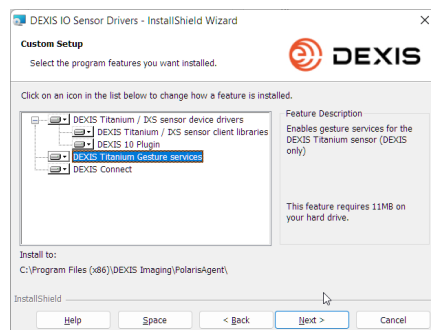 DEXIS IO Sensor Drivers - InstallShield Wizard
Custom Setup
Select the program features you want installed.
DEXIS
Click on an icon in the list below to change how a feature is installed.
DEXIS Titanium / IXS sensor device drivers
DEXIS Titanium / IXS sensor client libraries
DEXIS 10 Plugin
DEXIS Titanium Gesture services
DEXIS Connect
Feature Description
Enables gesture services for the
DEXIS Titanium sensor (DEXIS
only)
This feature requires 11MB on
your hard drive.
Install to:
C:\Program Files (x86)\DEXIS Imaging\PolarisAgent\
InstallShield
Help
Space
< Back
Next >
Cancel